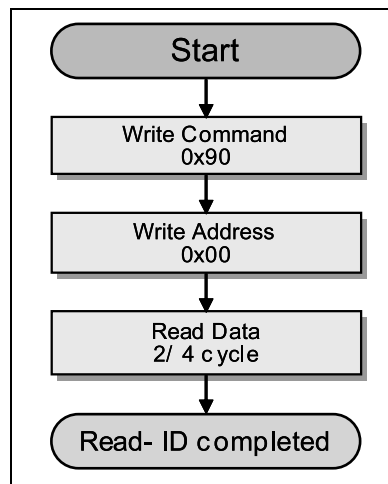 Start
Write Command
0x90
Write Address
0x00
Read Data
2/ 4 cycle
Read- ID completed